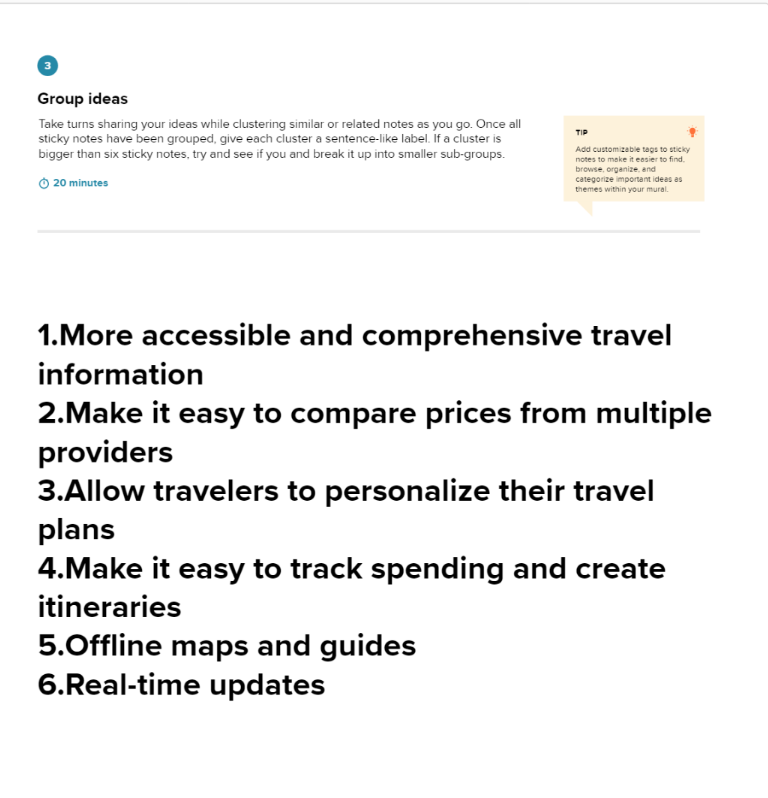 3
Group ideas
Take turns sharing your ideas while clustering similar or related notes as you go. Once all
sticky notes have been grouped, give each cluster a sentence-like label. If a cluster is
bigger than six sticky notes, try and see if you and break it up into smaller sub-groups.
20 minutes
TIP
Add customizable tags to sticky
notes to make it easier to find,
browse, organize, and
categorize important ideas as
themes within your mural.
1.More accessible and comprehensive travel
information
2.Make it easy to compare prices from multiple
providers
3.Allow travelers to personalize their travel
plans
4.Make it easy to track spending and create
itineraries
5.Offline maps and guides
6.Real-time updates